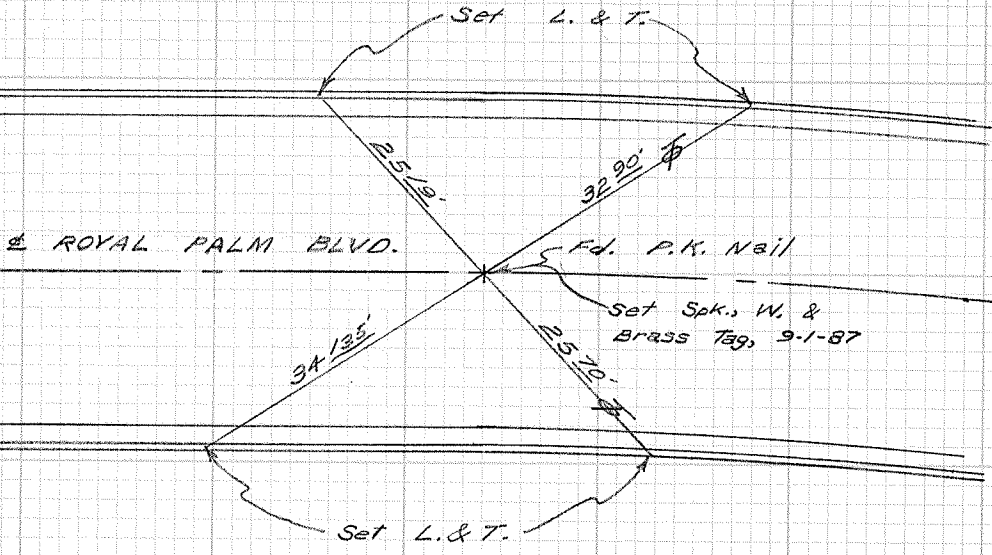 Set L. & T.
25 19'
32 90'
℄ ROYAL PALM BLVD.
Fd. P.K. Nail
Set Spk., W. &
Brass Tag, 9-1-87
34 135'
25 70'
Set L. & T.